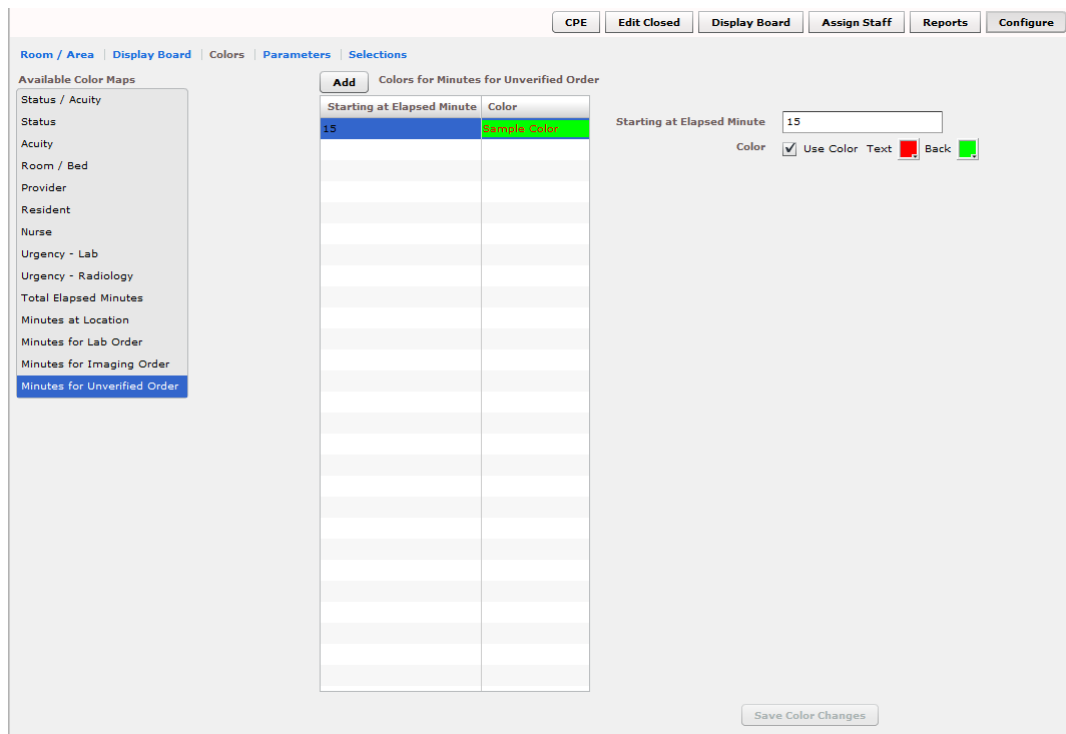 CPE Edit Closed Display Board Assign Staff Reports Configure
Room / Area | Display Board | Colors | Parameters | Selections
Available Color Maps
Status / Acuity
Status
Acuity
Room / Bed
Provider
Resident
Nurse
Urgency - Lab
Urgency - Radiology
Total Elapsed Minutes
Minutes at Location
Minutes for Lab Order
Minutes for Imaging Order
Minutes for Unverified Order
Add Colors for Minutes for Unverified Order
Starting at Elapsed Minute Color
15 Sample Color
Starting at Elapsed Minute 15
Color Use Color Text Back
Save Color Changes